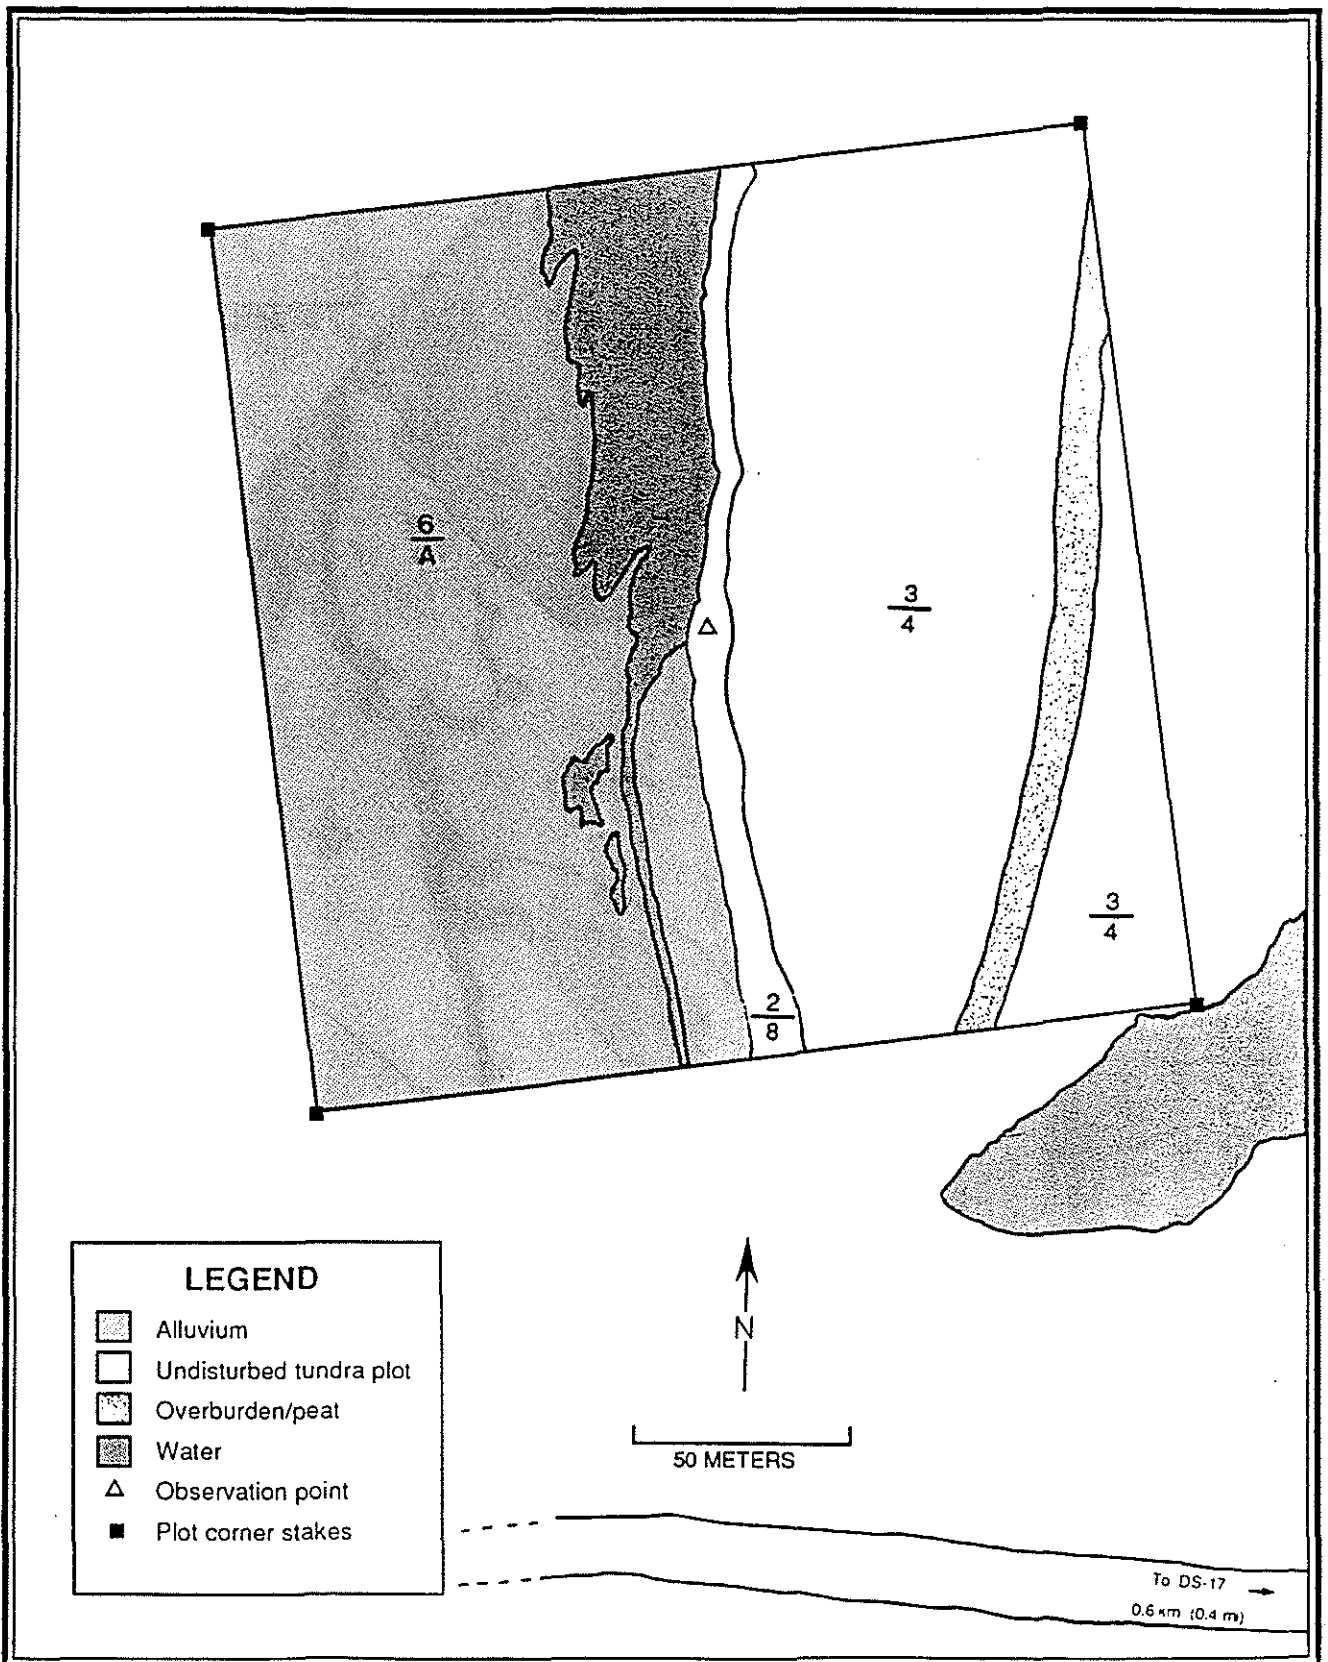 6
A
3
4
3
4
2
8
LEGEND
Alluvium
Undisturbed tundra plot
Overburden/peat
Water
Observation point
Plot corner stakes
N
50 METERS
To DS-17
0.6 km (0.4 mi)